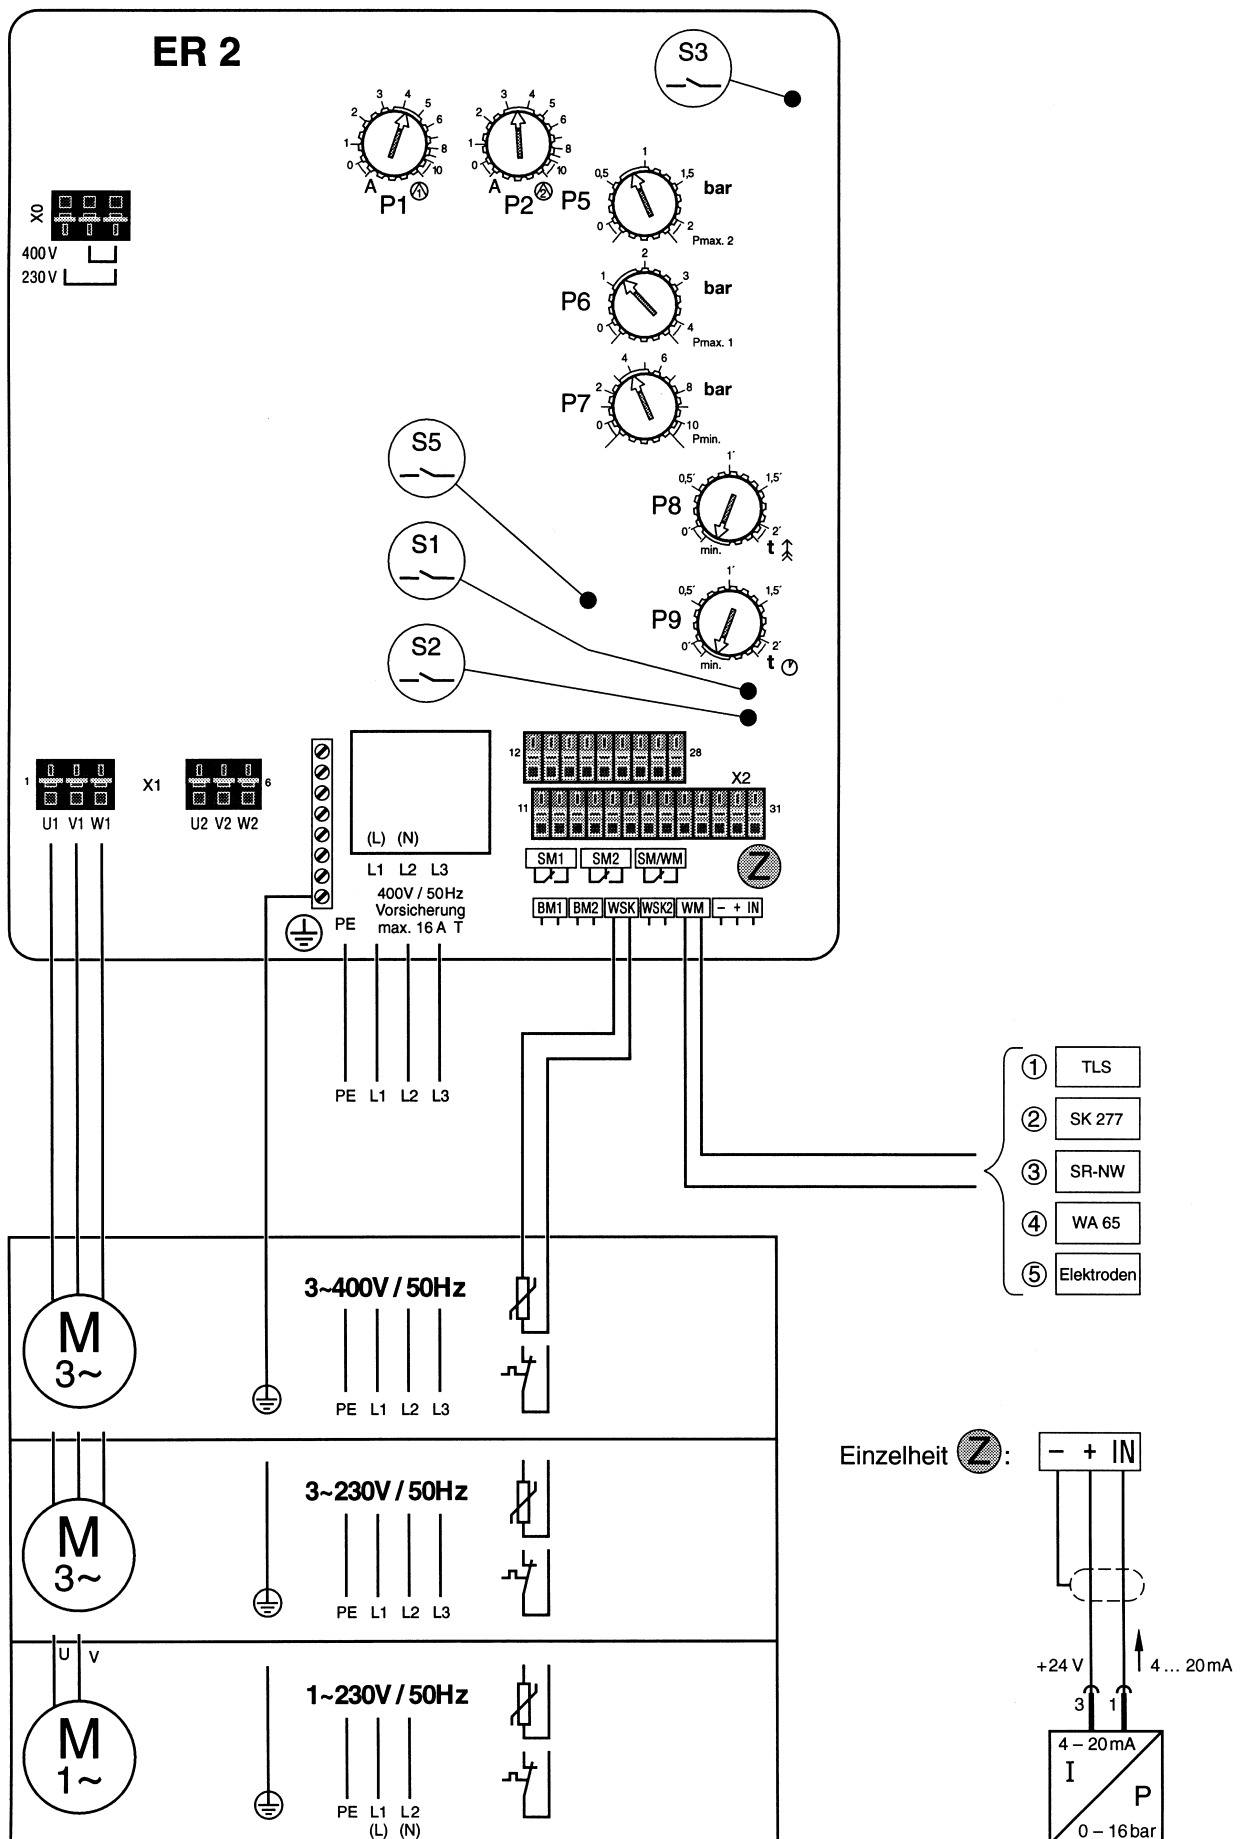 ER 2
S3
3 4 5 6 8 10 2 1 0
A
P1 1
3 4 5 6 8 10 2 1 0
A
P2 2
P5
0 0,5 1 1,5 2
bar
Pmax. 2
X0
400 V
230 V
P6
0 1 2 3 4
bar
Pmax. 1
P7
0 2 4 6 8 10
bar
Pmin.
S5
P8
0´ 0,5´ 1´ 1,5´ 2´
min.
t
S1
P9
0´ 0,5´ 1´ 1,5´ 2´
min.
t
S2
12 28
X2
1 X1 6
11 31
U1 V1 W1
U2 V2 W2
(L) (N)
L1 L2 L3
400V / 50Hz
Vorsicherung
max. 16 A T
PE
SM1 SM2 SM/WM
Z
BM1 BM2 WSK WSK2 WM – + IN
PE L1 L2 L3
1 TLS
2 SK 277
3 SR-NW
4 WA 65
5 Elektroden
3~400V / 50Hz
M
3~
PE L1 L2 L3
3~230V / 50Hz
M
3~
PE L1 L2 L3
U V
1~230V / 50Hz
M
1~
PE L1 L2
(L) (N)
Einzelheit Z :
– + IN
+24 V
4 ... 20 mA
3 1
4 – 20 mA
I
P
0 – 16 bar